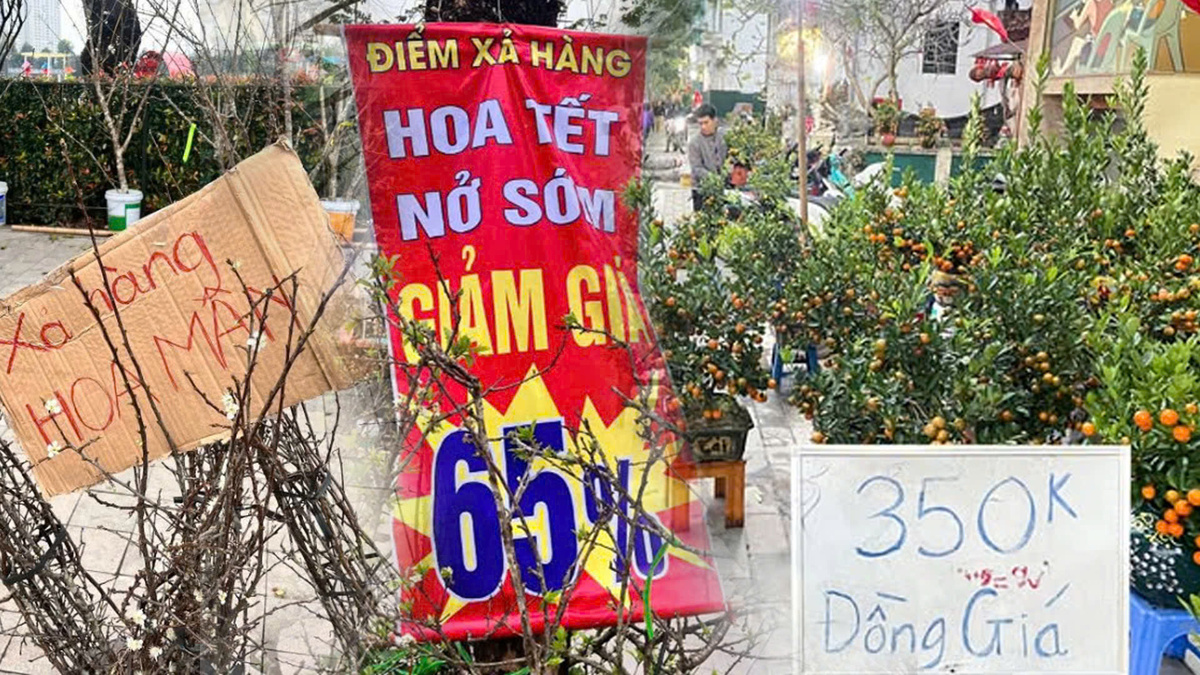 Xả hàng
HOA MẬN
ĐIỂM XẢ HÀNG
HOA TẾT
NỞ SỚM
GIẢM GIÁ
65%
350K
Đồng Giá